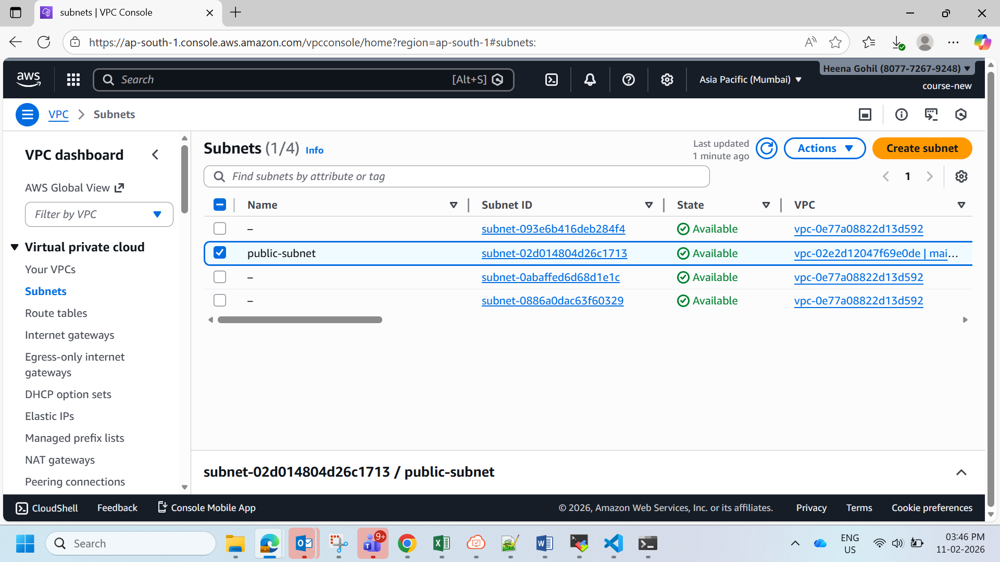 subnets | VPC Console
https://ap-south-1.console.aws.amazon.com/vpcconsole/home?region=ap-south-1#subnets:
aws
Search
[Alt+S]
Asia Pacific (Mumbai)
Heena Gohil (8077-7267-9248)
course-new
VPC
Subnets
VPC dashboard
AWS Global View
Filter by VPC
Virtual private cloud
Your VPCs
Subnets
Route tables
Internet gateways
Egress-only internet
gateways
DHCP option sets
Elastic IPs
Managed prefix lists
NAT gateways
Peering connections
Subnets (1/4) Info
Last updated
1 minute ago
Actions
Create subnet
Find subnets by attribute or tag
1
Name Subnet ID State VPC
– subnet-093e6b416deb284f4 Available vpc-0e77a08822d13d592
public-subnet subnet-02d014804d26c1713 Available vpc-02e2d12047f69e0de | mai…
– subnet-0abaffed6d68d1e1c Available vpc-0e77a08822d13d592
– subnet-0886a0dac63f60329 Available vpc-0e77a08822d13d592
subnet-02d014804d26c1713 / public-subnet
CloudShell Feedback Console Mobile App © 2026, Amazon Web Services, Inc. or its affiliates. Privacy Terms Cookie preferences
Search
9+
ENG
US
03:46 PM
11-02-2026